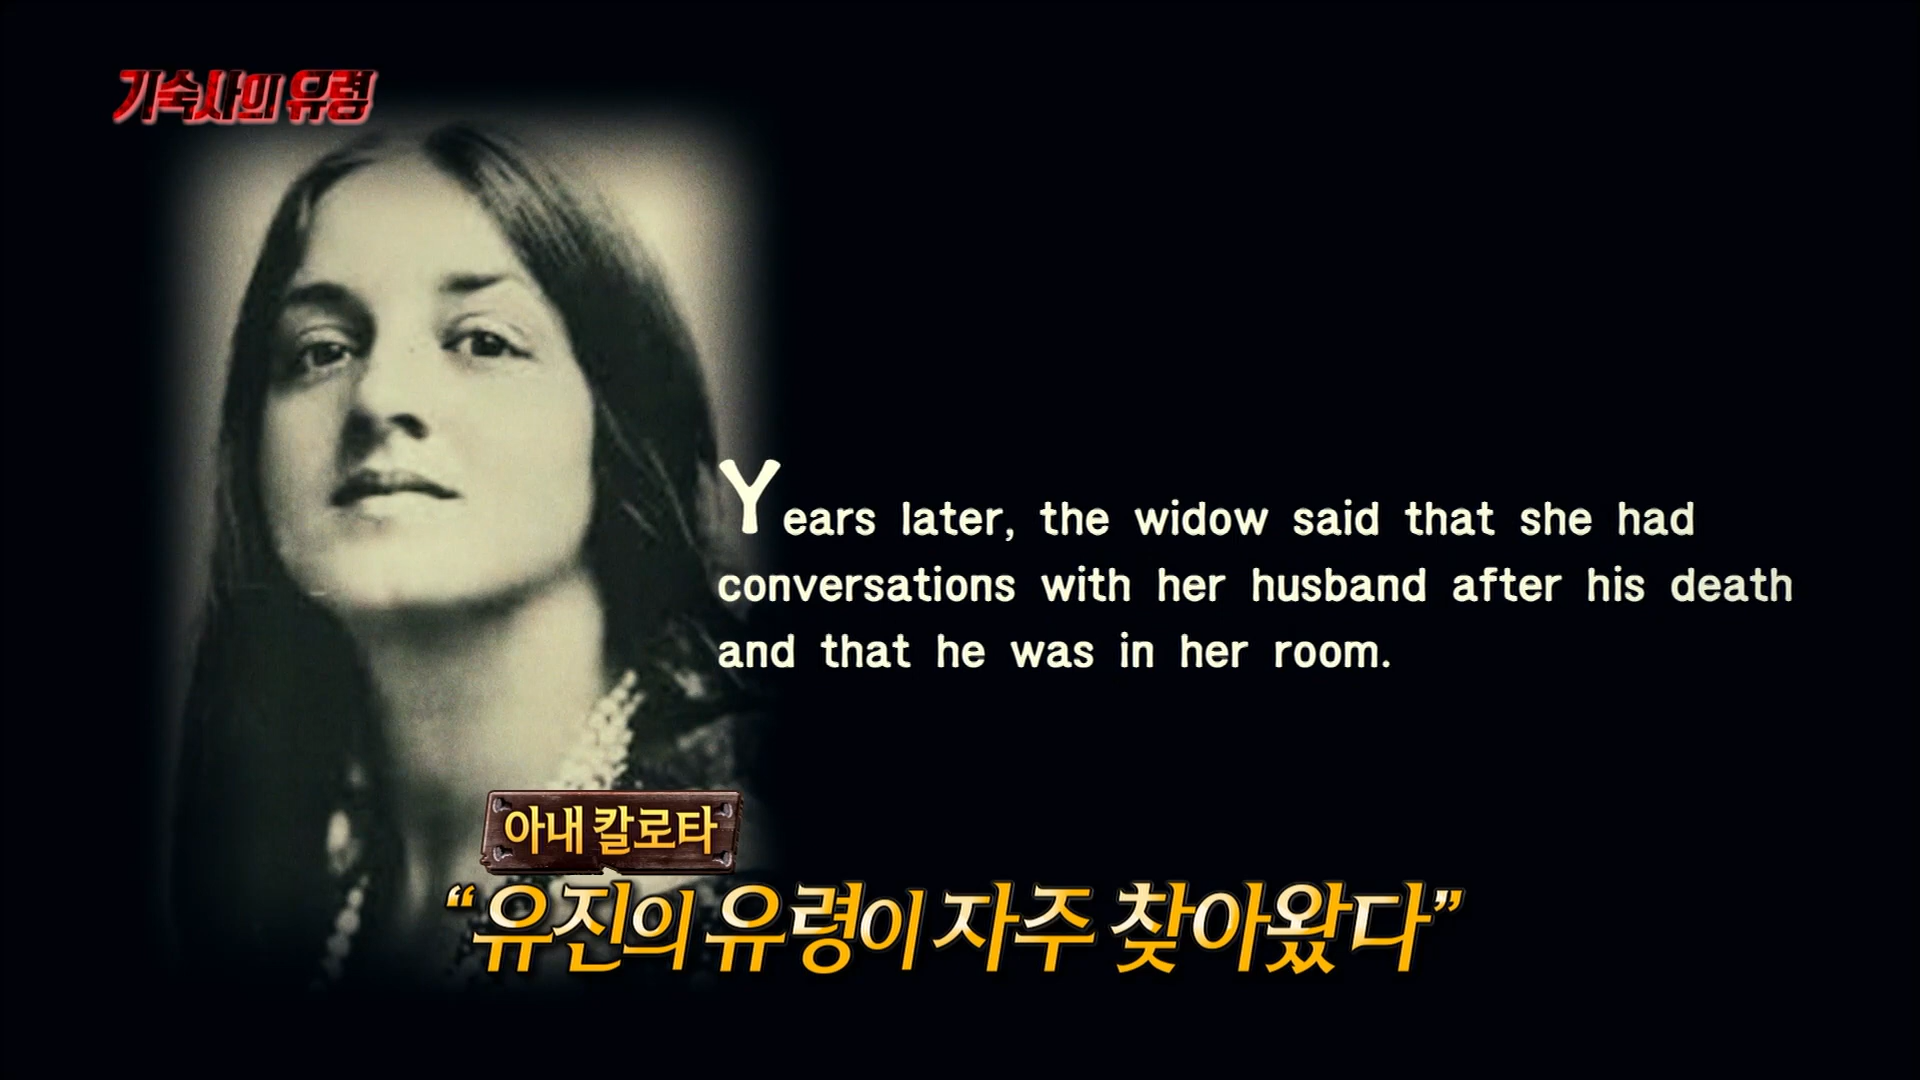 기숙사의 유령
Years later, the widow said that she had
conversations with her husband after his death
and that he was in her room.
아내 칼로타
“유진의 유령이 자주 찾아왔다”